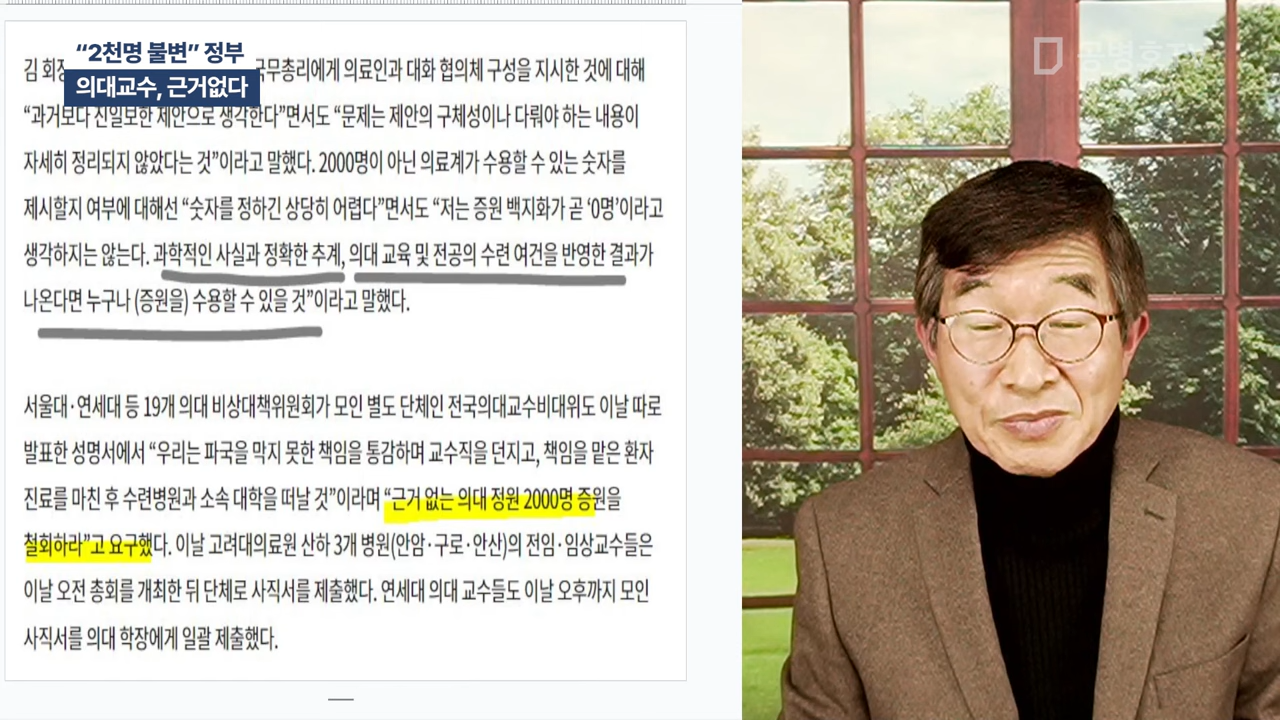 “2천명 불변” 정부
의대교수, 근거없다
김 회장
국무총리에게 의료인과 대화 협의체 구성을 지시한 것에 대해
“과거보다 진일보한 제안으로 생각한다”면서도 “문제는 제안의 구체성이나 다뤄야 하는 내용이
자세히 정리되지 않았다는 것”이라고 말했다. 2000명이 아닌 의료계가 수용할 수 있는 숫자를
제시할지 여부에 대해선 “숫자를 정하긴 상당히 어렵다”면서도 “저는 증원 백지화가 곧 ‘0명’이라고
생각하지는 않는다. 과학적인 사실과 정확한 추계, 의대 교육 및 전공의 수련 여건을 반영한 결과가
나온다면 누구나 (증원을) 수용할 수 있을 것”이라고 말했다.
서울대·연세대 등 19개 의대 비상대책위원회가 모인 별도 단체인 전국의대교수비대위도 이날 따로
발표한 성명서에서 “우리는 파국을 막지 못한 책임을 통감하며 교수직을 던지고, 책임을 맡은 환자
진료를 마친 후 수련병원과 소속 대학을 떠날 것”이라며 “근거 없는 의대 정원 2000명 증원을
철회하라”고 요구했다. 이날 고려대의료원 산하 3개 병원(안암·구로·안산)의 전임·임상교수들은
이날 오전 총회를 개최한 뒤 단체로 사직서를 제출했다. 연세대 의대 교수들도 이날 오후까지 모인
사직서를 의대 학장에게 일괄 제출했다.